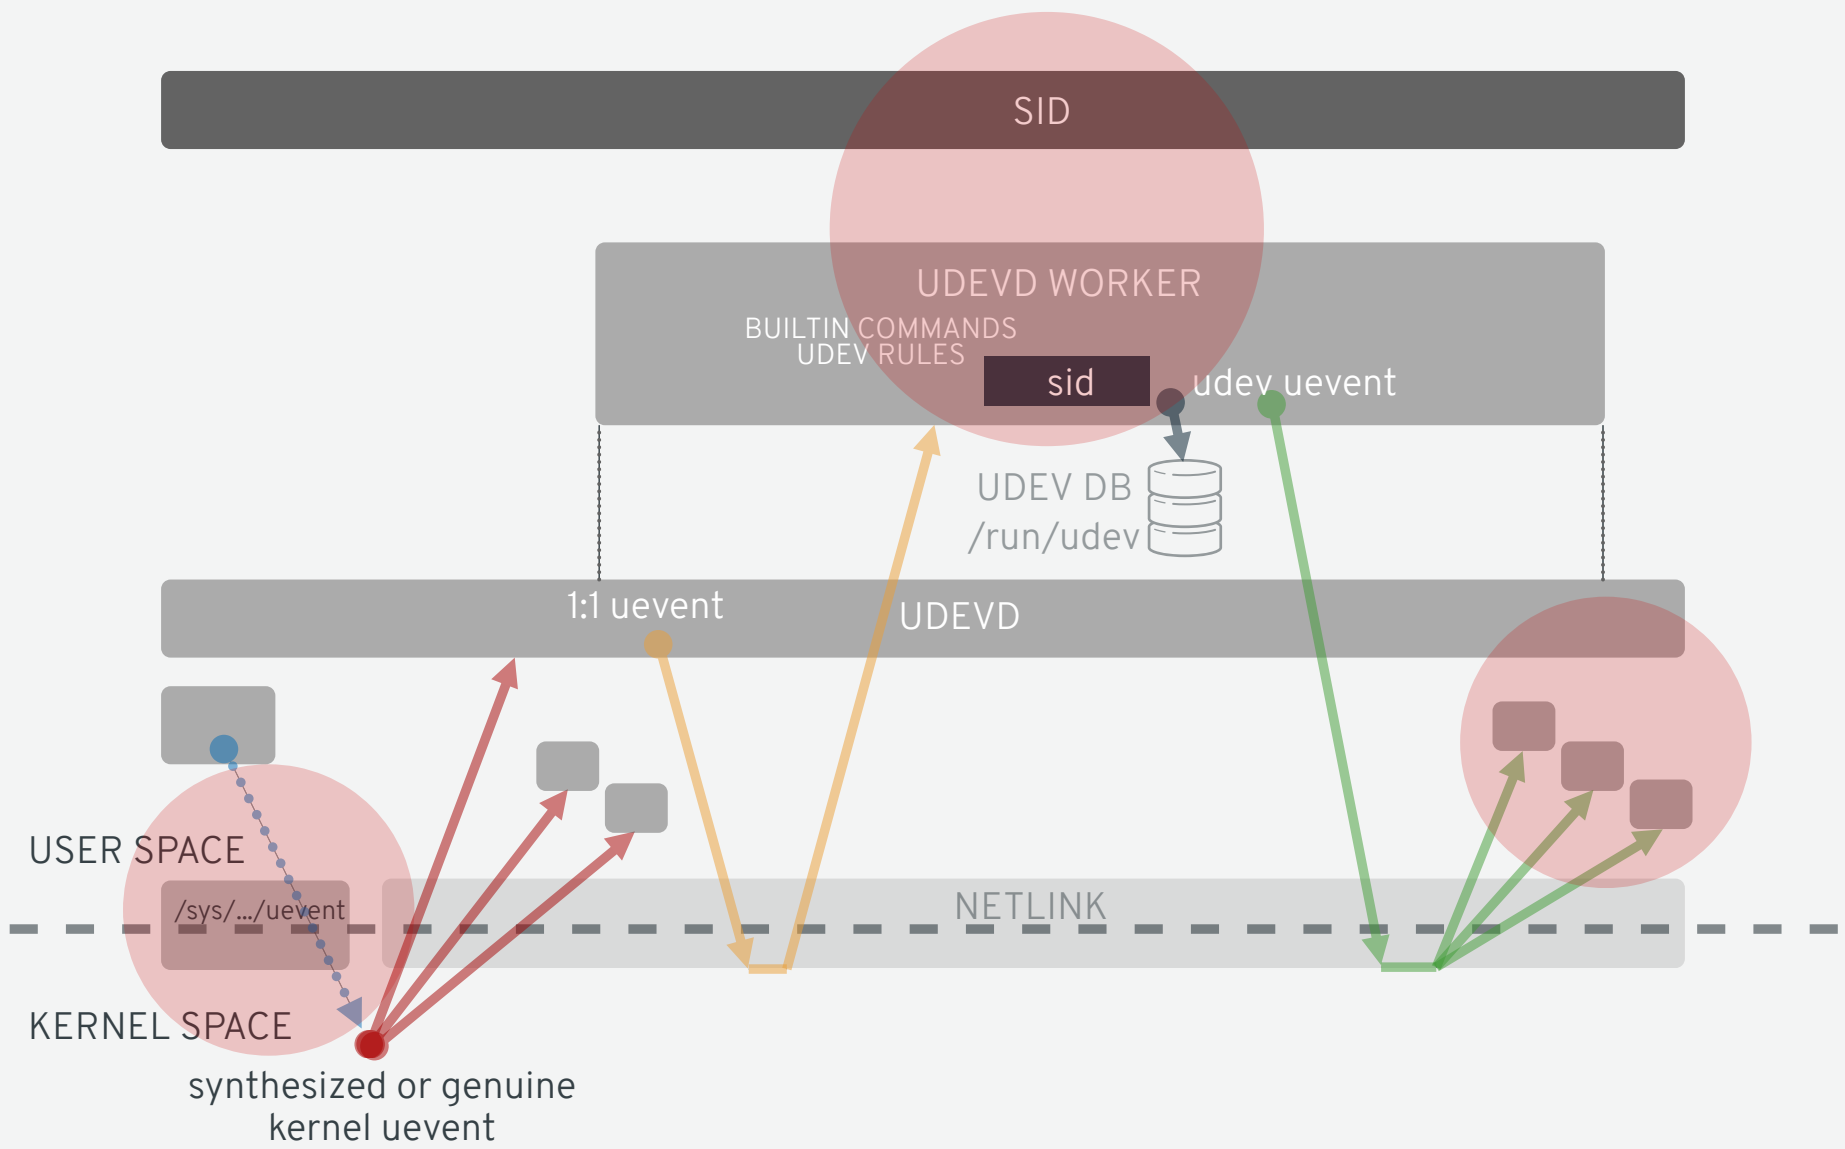 SID
UDEVD WORKER
BUILTIN COMMANDS
UDEV RULES
sid
udev uevent
UDEV DB
/run/udev
1:1 uevent
UDEVD
USER SPACE
/sys/.../uevent
NETLINK
KERNEL SPACE
synthesized or genuine
kernel uevent